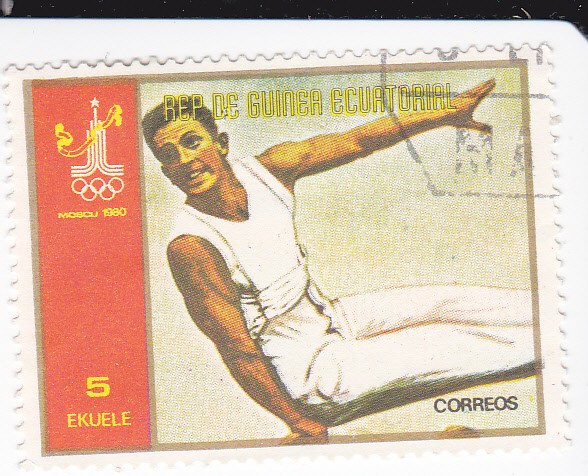 REP DE GUINEA ECUATORIAL
MOSCU 1980
5
EKUELE
CORREOS